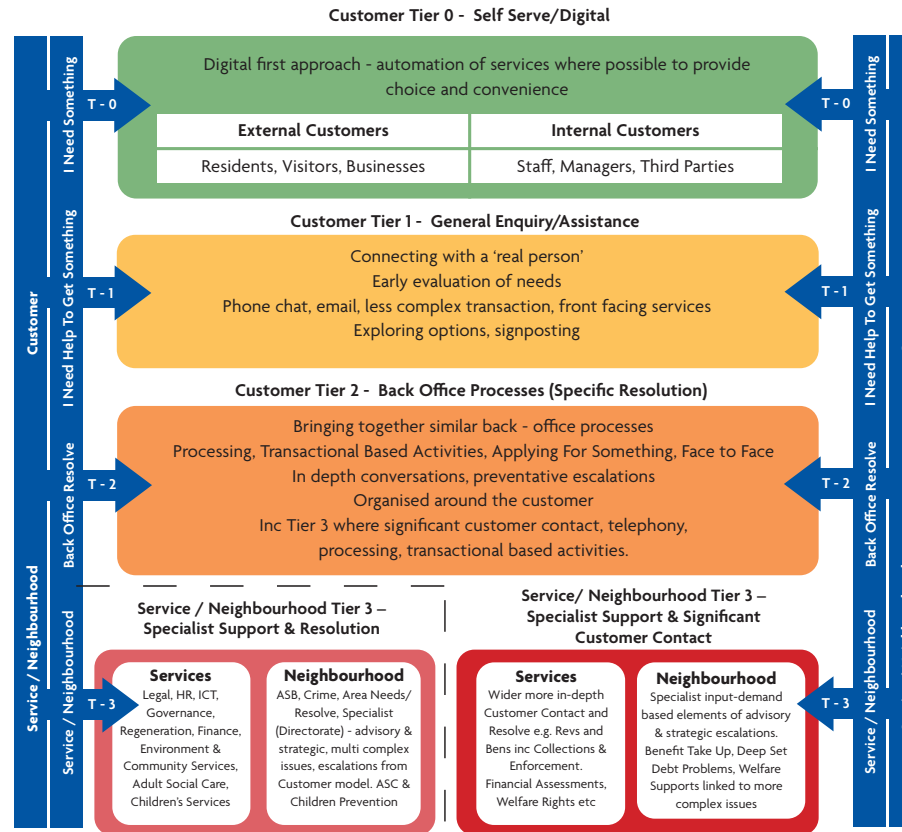 Customer Tier 0 - Self Serve/Digital
Digital first approach - automation of services where possible to provide
choice and convenience
External Customers
Internal Customers
Residents, Visitors, Businesses
Staff, Managers, Third Parties
Customer Tier 1 - General Enquiry/Assistance
Connecting with a ‘real person’
Early evaluation of needs
Phone chat, email, less complex transaction, front facing services
Exploring options, signposting
Customer Tier 2 - Back Office Processes (Specific Resolution)
Bringing together similar back - office processes
Processing, Transactional Based Activities, Applying For Something, Face to Face
In depth conversations, preventative escalations
Organised around the customer
Inc Tier 3 where significant customer contact, telephony,
processing, transactional based activities.
Service / Neighbourhood Tier 3 –
Specialist Support & Resolution
Services
Legal, HR, ICT,
Governance,
Regeneration, Finance,
Environment &
Community Services,
Adult Social Care,
Children’s Services
Neighbourhood
ASB, Crime, Area Needs/
Resolve, Specialist
(Directorate) - advisory &
strategic, multi complex
issues, escalations from
Customer model. ASC &
Children Prevention
Service/ Neighbourhood Tier 3 –
Specialist Support & Significant
Customer Contact
Services
Wider more in-depth
Customer Contact and
Resolve e.g. Revs and
Bens inc Collections &
Enforcement.
Financial Assessments,
Welfare Rights etc
Neighbourhood
Specialist input-demand
based elements of advisory
& strategic escalations.
Benefit Take Up, Deep Set
Debt Problems, Welfare
Supports linked to more
complex issues
Customer
Service / Neighbourhood
I Need Something
I Need Help To Get Something
Back Office Resolve
Service / Neighbourhood
T - 0
T - 1
T - 2
T - 3
T - 0
T - 1
T - 2
T - 3
I Need Something
I Need Help To Get Something
Back Office Resolve
Service / Neighbourhood